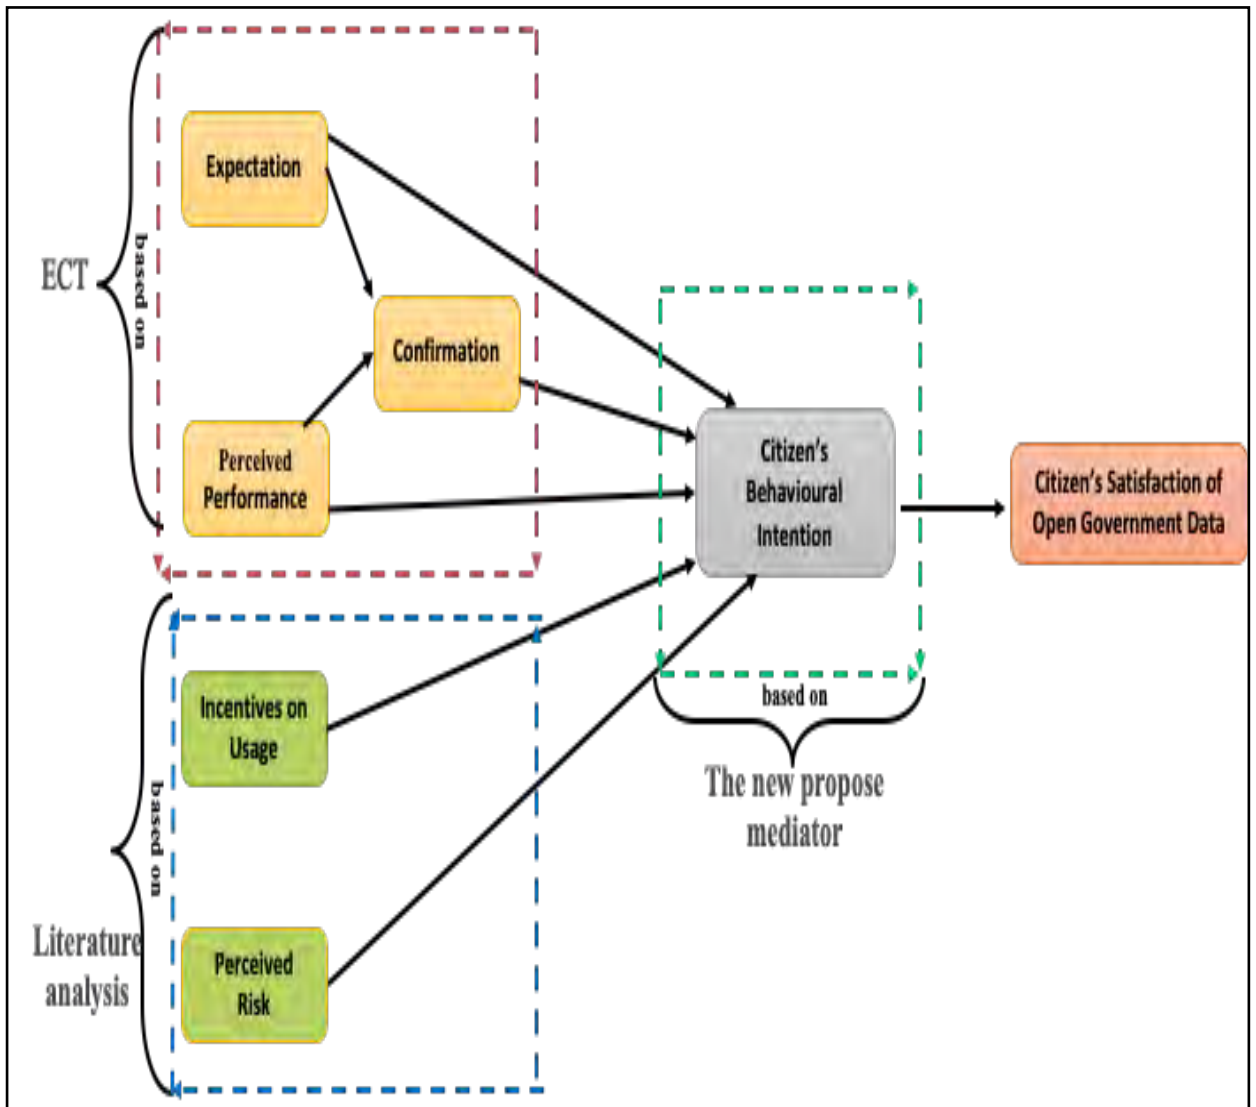 Expectation
based on
ECT
Confirmation
Perceived
Performance
Citizen's
Behavioural
Intention
Citizen's Satisfaction of
Open Government Data
Incentives on
Usage
based on
The new propose
mediator
based on
Literature
analysis
Perceived
Risk